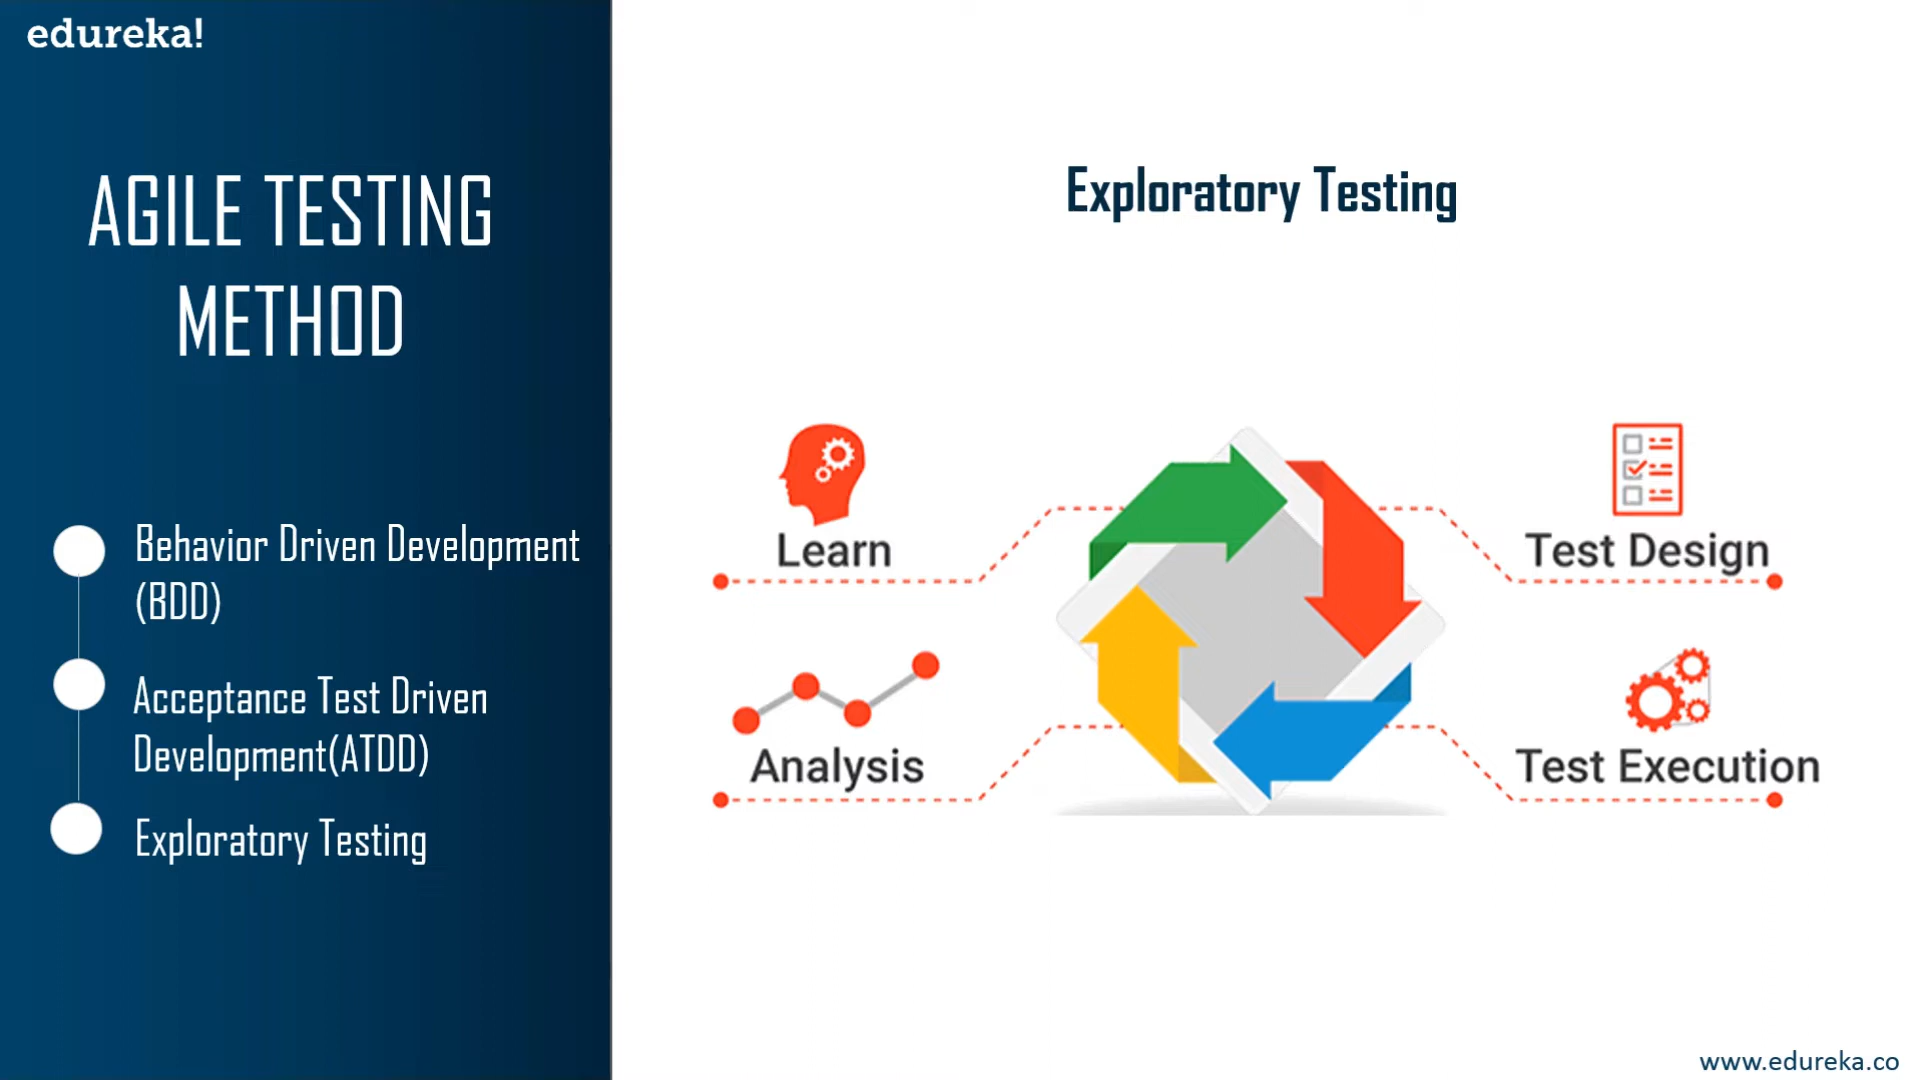 edureka!
AGILE TESTING
METHOD
Behavior Driven Development
(BDD)
Acceptance Test Driven
Development(ATDD)
Exploratory Testing
Exploratory Testing
Learn
Test Design
Analysis
Test Execution
www.edureka.co